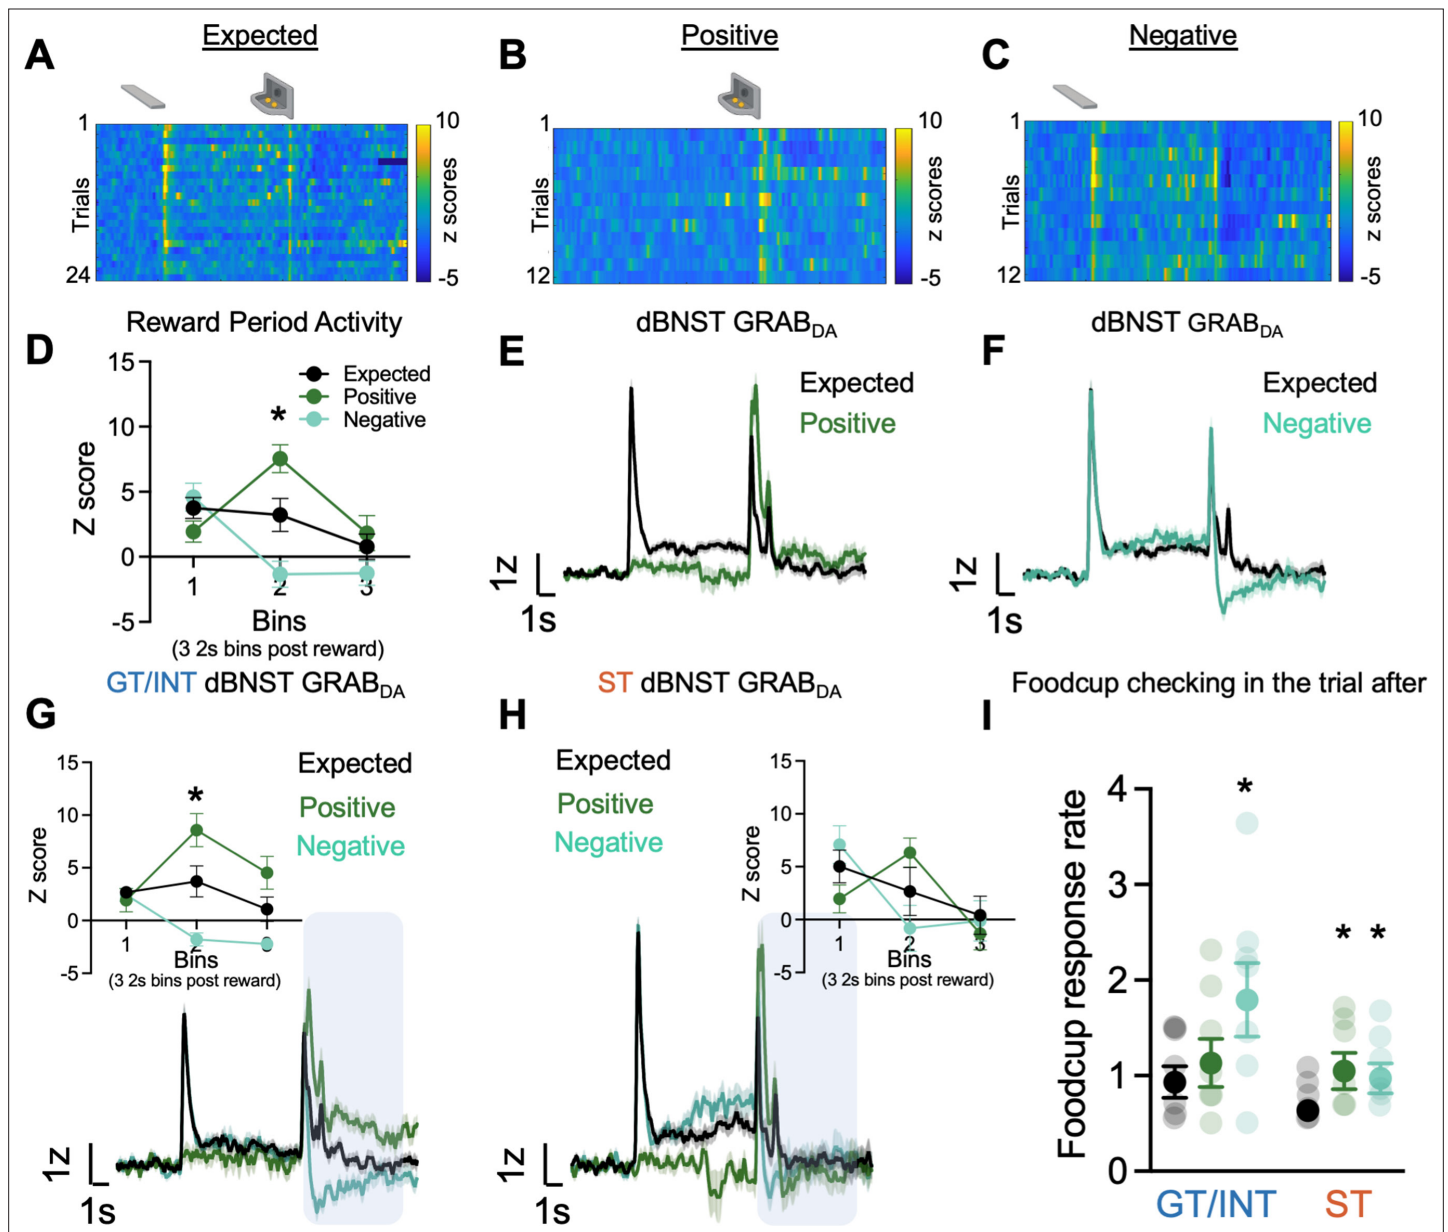 A
Expected
1
Trials
24
10
z scores
-5
B
Positive
1
Trials
12
10
z scores
-5
C
Negative
1
Trials
12
10
z scores
-5
D
Reward Period Activity
15
10
5
0
-5
Z score
*
Expected
Positive
Negative
1
2
3
Bins
(3 2s bins post reward)
E
dBNST GRABDA
Expected
Positive
1z
1s
F
dBNST GRABDA
Expected
Negative
1z
1s
G
GT/INT dBNST GRABDA
15
10
5
0
-5
Z score
*
Expected
Positive
Negative
1
2
3
Bins
(3 2s bins post reward)
1z
1s
H
ST dBNST GRABDA
Expected
Positive
Negative
15
10
5
0
-5
Z score
1
2
3
Bins
(3 2s bins post reward)
1z
1s
I
Foodcup checking in the trial after
4
3
2
1
0
Foodcup response rate
*
* *
GT/INT
ST